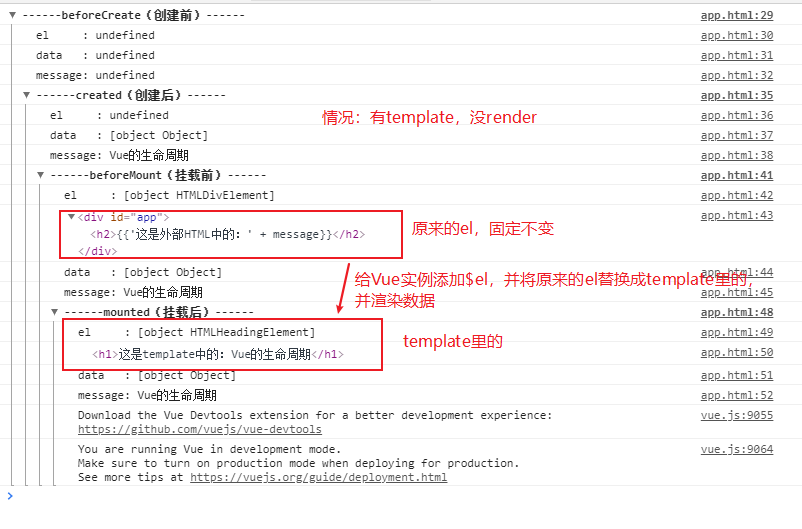 ------beforeCreate（创建前）------ app.html:29
el : undefined app.html:30
data : undefined app.html:31
message: undefined app.html:32
------created（创建后）------ app.html:35
el : undefined app.html:36
情况：有template，没render
data : [object Object] app.html:37
message: Vue的生命周期 app.html:38
------beforeMount（挂载前）------ app.html:41
el : [object HTMLDivElement] app.html:42
<div id="app"> app.html:43
<h2>{{'这是外部HTML中的：' + message}}</h2>
原来的el，固定不变
</div>
data : [object Object] app.html:44
给Vue实例添加$el，并将原来的el替换成template里的，
message: Vue的生命周期 app.html:45
并渲染数据
------mounted（挂载后）------ app.html:48
el : [object HTMLHeadingElement] app.html:49
template里的
<h1>这是template中的：Vue的生命周期</h1> app.html:50
data : [object Object] app.html:51
message: Vue的生命周期 app.html:52
Download the Vue Devtools extension for a better development experience: vue.js:9055
https://github.com/vuejs/vue-devtools
You are running Vue in development mode. vue.js:9064
Make sure to turn on production mode when deploying for production.
See more tips at https://vuejs.org/guide/deployment.html